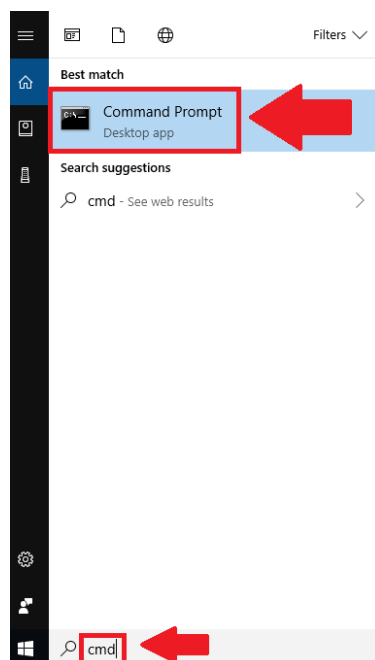 Filters
Best match
C:\_
Command Prompt
Desktop app
Search suggestions
cmd - See web results
cmd